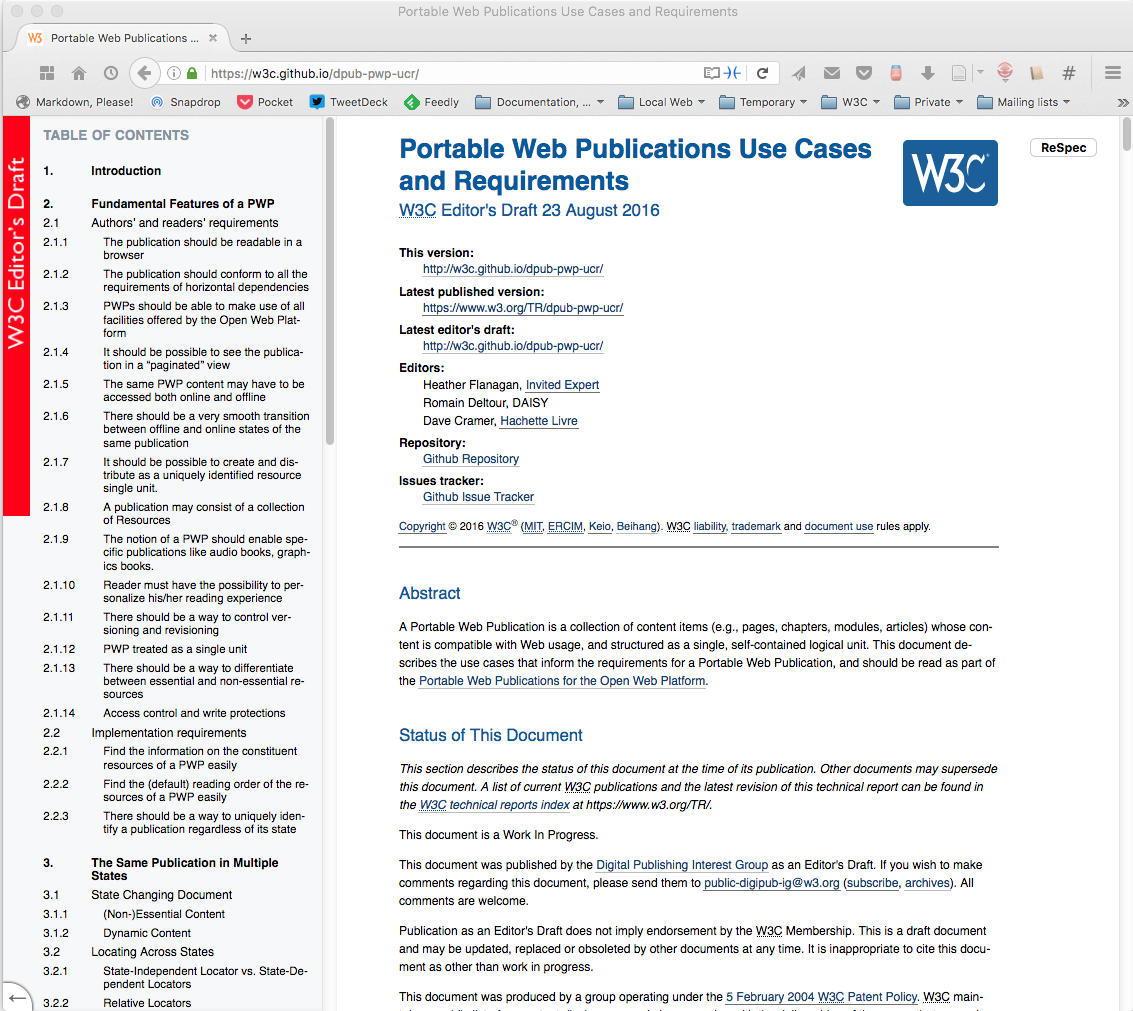 Portable Web Publications Use Cases and Requirements
W3 Portable Web Publications ...
https://w3c.github.io/dpub-pwp-ucr/
Markdown, Please!
Snapdrop
Pocket
TweetDeck
Feedly
Documentation, ...
Local Web
Temporary
W3C
Private
Mailing lists
W3C Editor's Draft
TABLE OF CONTENTS
1. Introduction
2. Fundamental Features of a PWP
2.1 Authors' and readers' requirements
2.1.1 The publication should be readable in a
browser
2.1.2 The publication should conform to all the
requirements of horizontal dependencies
2.1.3 PWPs should be able to make use of all
facilities offered by the Open Web Plat-
form
2.1.4 It should be possible to see the publica-
tion in a “paginated” view
2.1.5 The same PWP content may have to be
accessed both online and offline
2.1.6 There should be a very smooth transition
between offline and online states of the
same publication
2.1.7 It should be possible to create and dis-
tribute as a uniquely identified resource
single unit.
2.1.8 A publication may consist of a collection
of Resources
2.1.9 The notion of a PWP should enable spe-
cific publications like audio books, graph-
ics books.
2.1.10 Reader must have the possibility to per-
sonalize his/her reading experience
2.1.11 There should be a way to control ver-
sioning and revisioning
2.1.12 PWP treated as a single unit
2.1.13 There should be a way to differentiate
between essential and non-essential re-
sources
2.1.14 Access control and write protections
2.2 Implementation requirements
2.2.1 Find the information on the constituent
resources of a PWP easily
2.2.2 Find the (default) reading order of the re-
sources of a PWP easily
2.2.3 There should be a way to uniquely iden-
tify a publication regardless of its state
3. The Same Publication in Multiple
States
3.1 State Changing Document
3.1.1 (Non-)Essential Content
3.1.2 Dynamic Content
3.2 Locating Across States
3.2.1 State-Independent Locator vs. State-De-
pendent Locators
3.2.2 Relative Locators
Portable Web Publications Use Cases
and Requirements
W3C Editor's Draft 23 August 2016
W3C®
ReSpec
This version:
http://w3c.github.io/dpub-pwp-ucr/
Latest published version:
https://www.w3.org/TR/dpub-pwp-ucr/
Latest editor's draft:
http://w3c.github.io/dpub-pwp-ucr/
Editors:
Heather Flanagan, Invited Expert
Romain Deltour, DAISY
Dave Cramer, Hachette Livre
Repository:
Github Repository
Issues tracker:
Github Issue Tracker
Copyright © 2016 W3C® (MIT, ERCIM, Keio, Beihang). W3C liability, trademark and document use rules apply.
Abstract
A Portable Web Publication is a collection of content items (e.g., pages, chapters, modules, articles) whose con-
tent is compatible with Web usage, and structured as a single, self-contained logical unit. This document de-
scribes the use cases that inform the requirements for a Portable Web Publication, and should be read as part of
the Portable Web Publications for the Open Web Platform.
Status of This Document
This section describes the status of this document at the time of its publication. Other documents may supersede
this document. A list of current W3C publications and the latest revision of this technical report can be found in
the W3C technical reports index at https://www.w3.org/TR/.
This document is a Work In Progress.
This document was published by the Digital Publishing Interest Group as an Editor's Draft. If you wish to make
comments regarding this document, please send them to public-digipub-ig@w3.org (subscribe, archives). All
comments are welcome.
Publication as an Editor's Draft does not imply endorsement by the W3C Membership. This is a draft document
and may be updated, replaced or obsoleted by other documents at any time. It is inappropriate to cite this docu-
ment as other than work in progress.
This document was produced by a group operating under the 5 February 2004 W3C Patent Policy. W3C main-